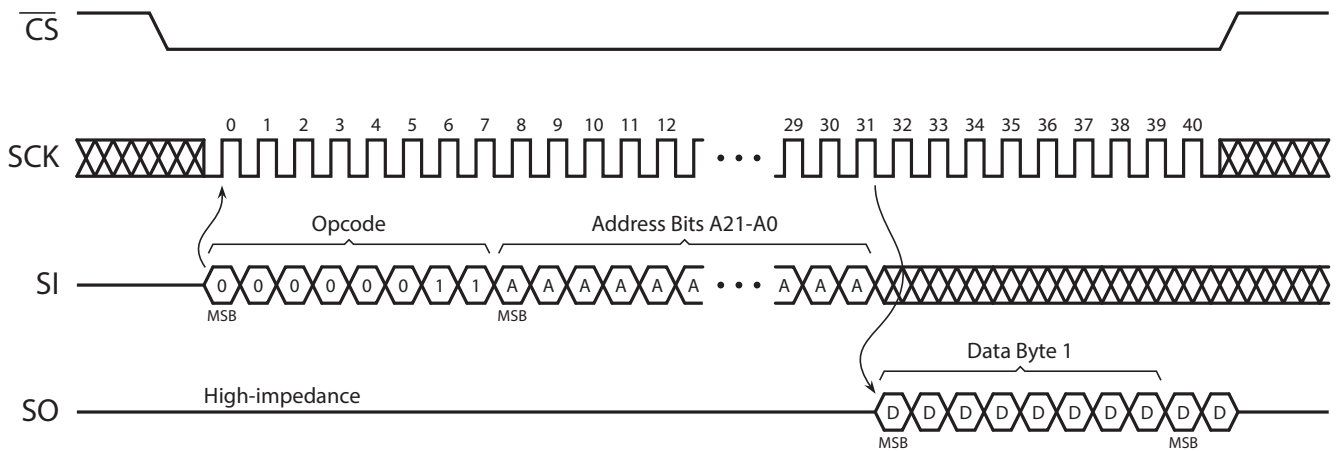 CS
0 1 2 3 4 5 6 7 8 9 10 11 12 29 30 31 32 33 34 35 36 37 38 39 40
SCK
Opcode Address Bits A21-A0
SI 0 0 0 0 0 0 1 1 A A A A A A A A A
MSB MSB
Data Byte 1
High-impedance
SO D D D D D D D D D D
MSB MSB